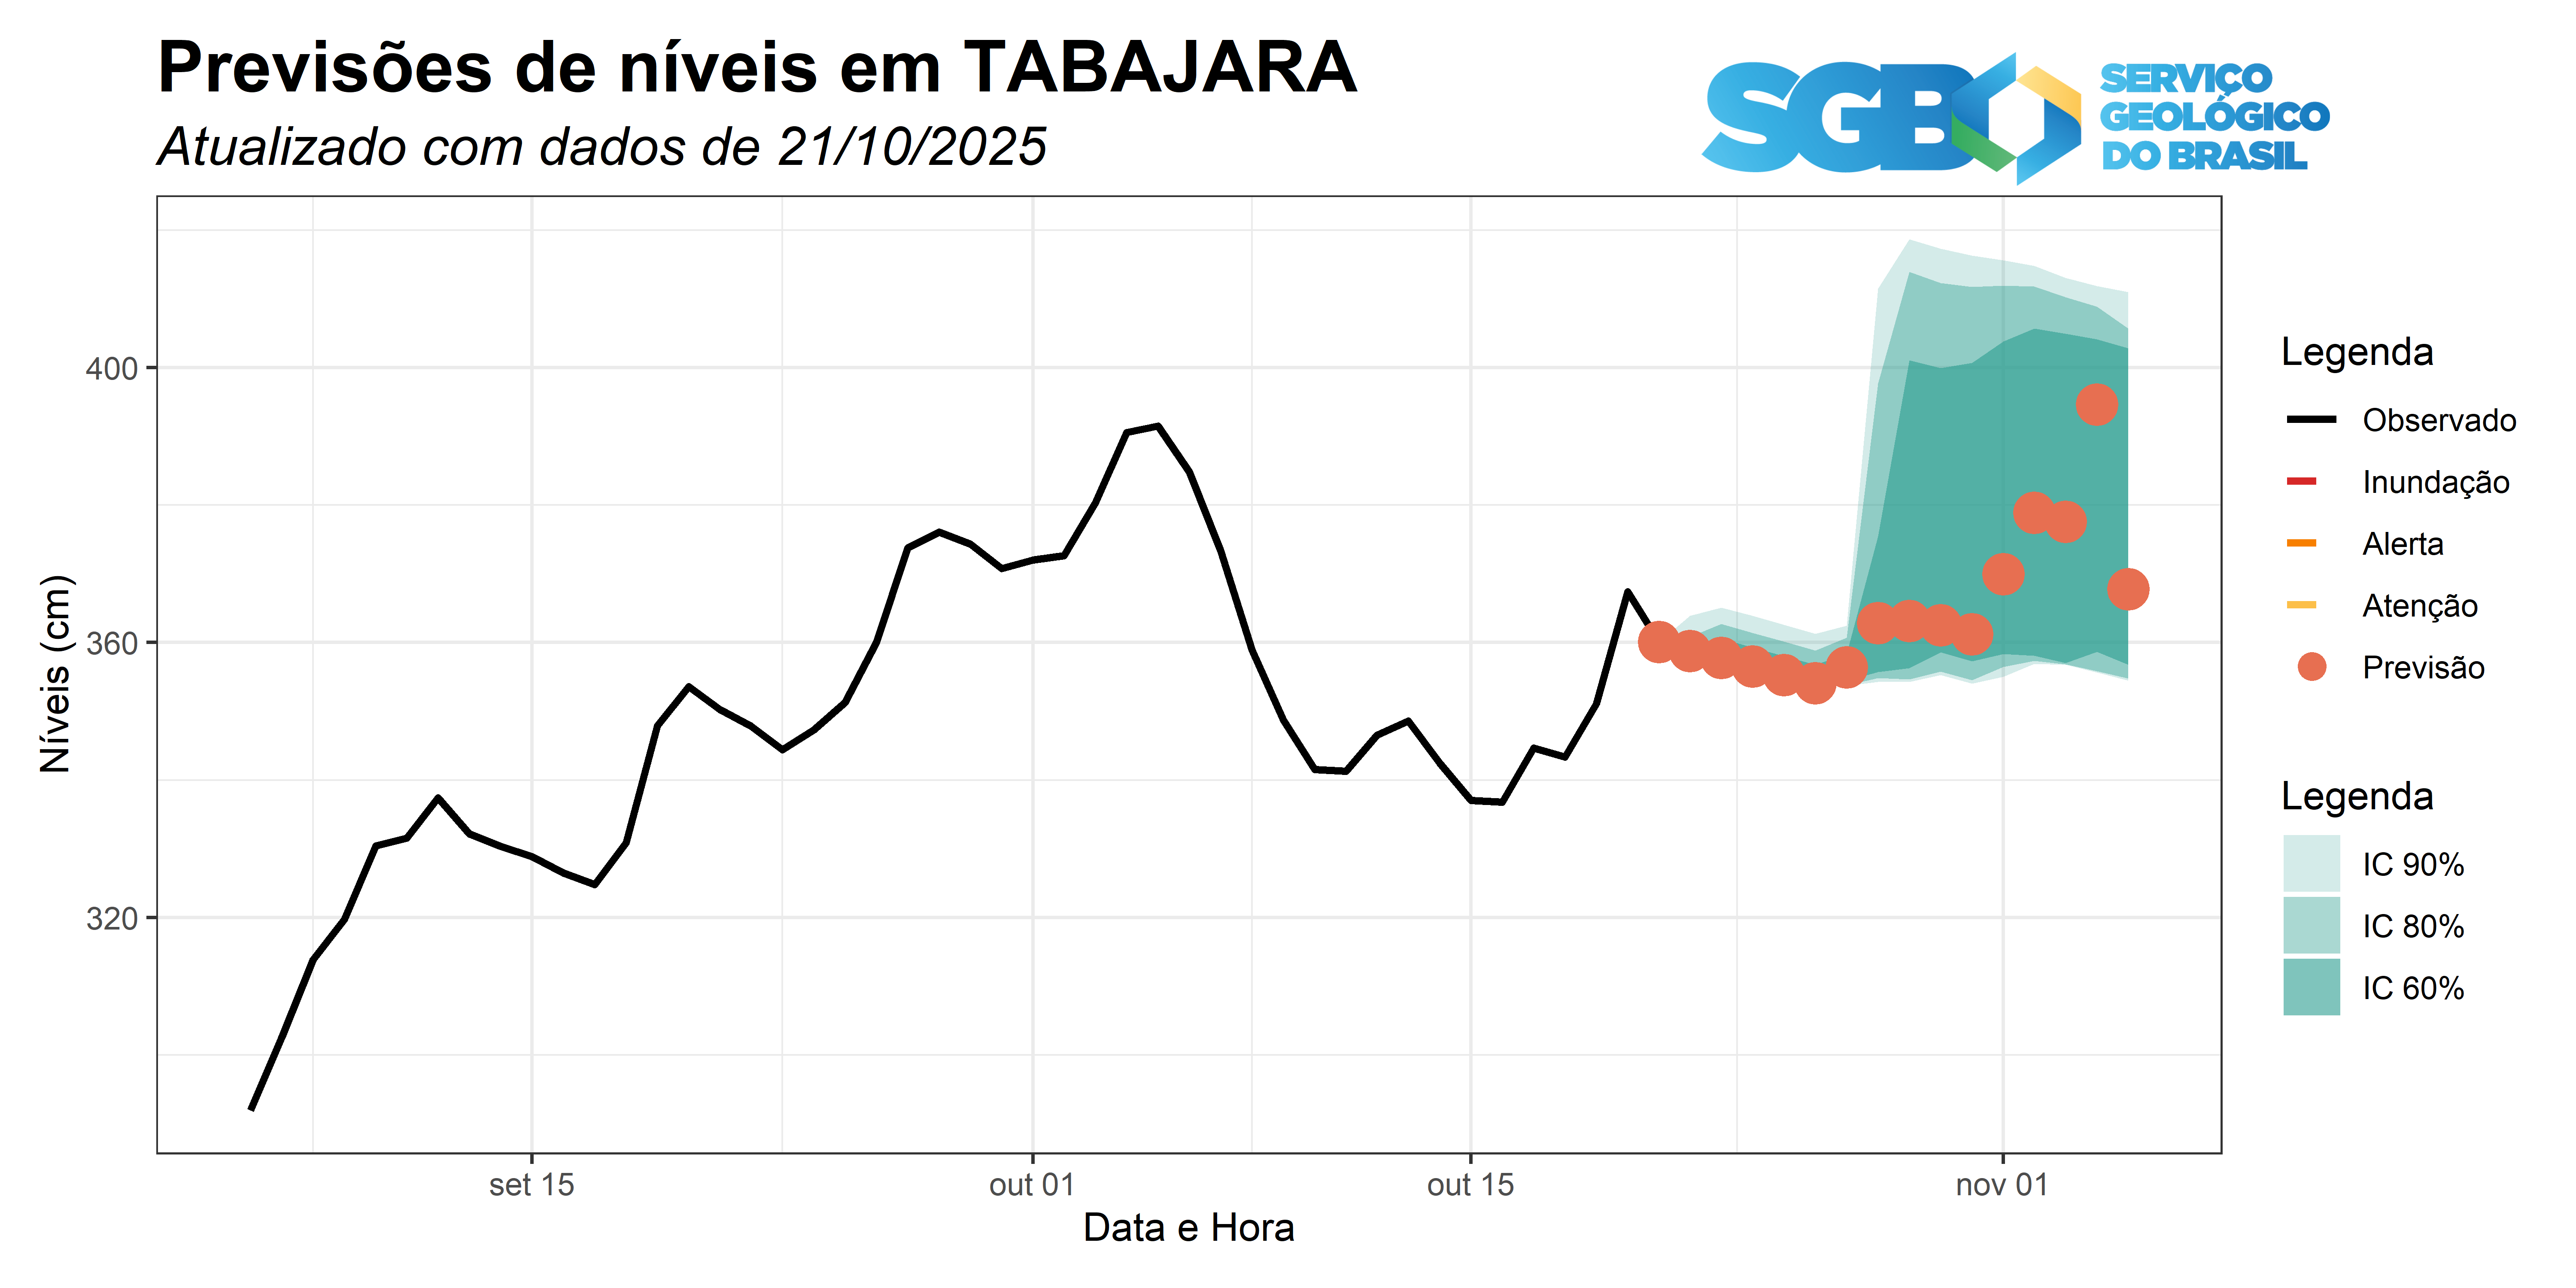 Previsões de níveis em TABAJARA
Atualizado com dados de 21/10/2025
SGB
SERVIÇO
GEOLÓGICO
DO BRASIL
Níveis (cm)
400
360
320
set 15
out 01
out 15
nov 01
Data e Hora
Legenda
Observado
Inundação
Alerta
Atenção
Previsão
Legenda
IC 90%
IC 80%
IC 60%